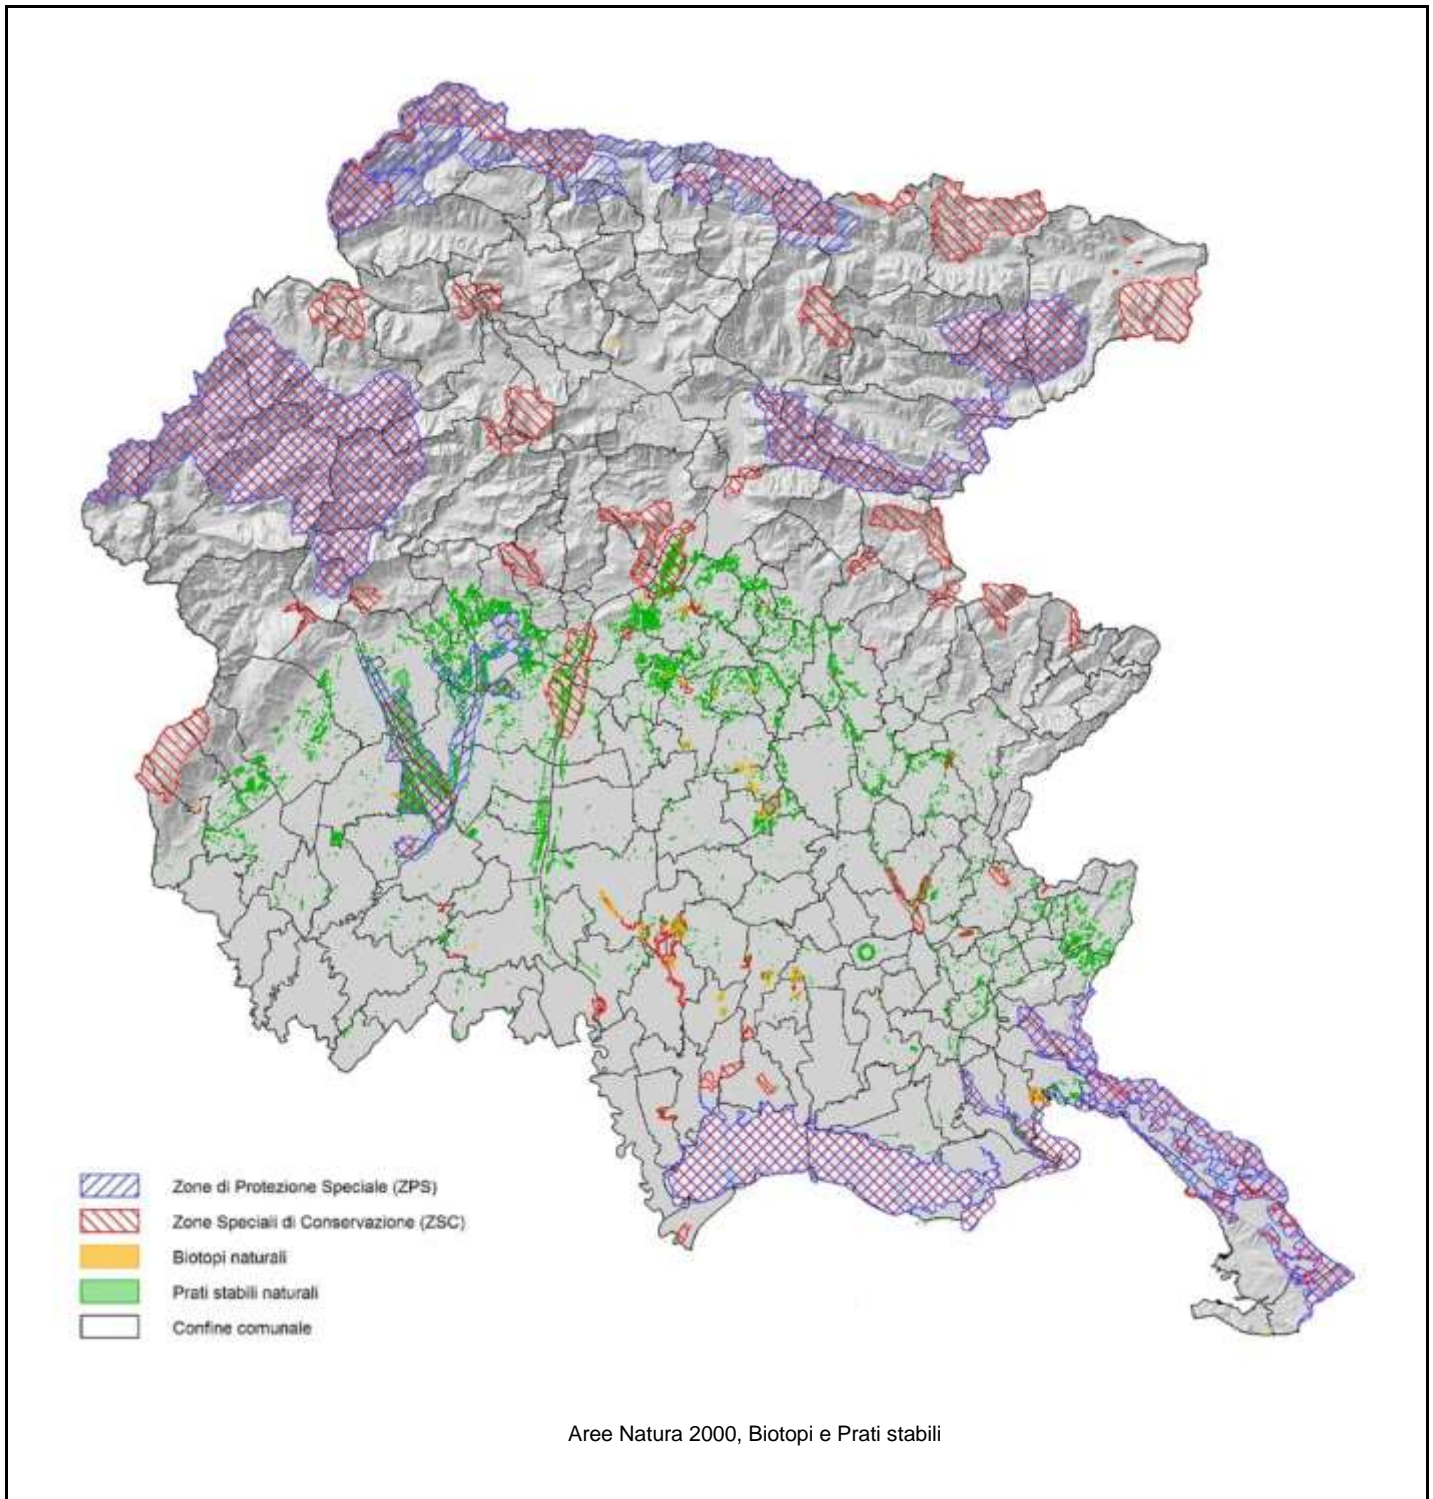 Zone di Protezione Speciale (ZPS)
Zone Speciali di Conservazione (ZSC)
Biotopi naturali
Prati stabili naturali
Confine comunale
Aree Natura 2000, Biotopi e Prati stabili